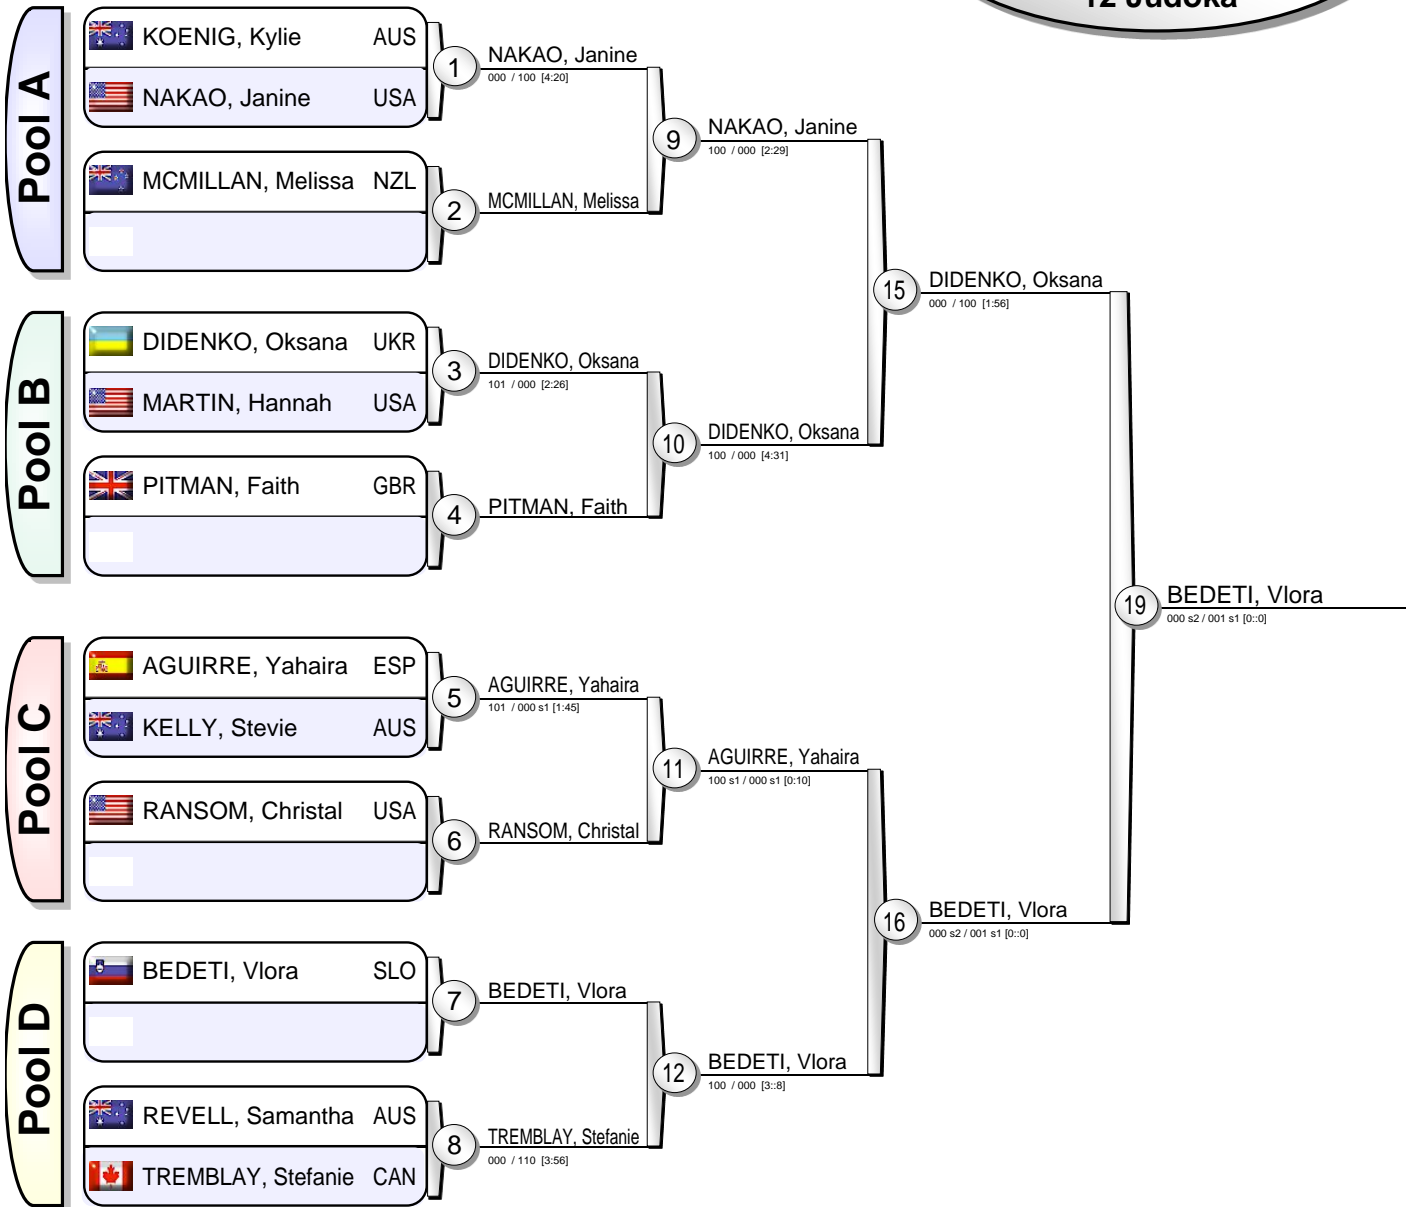 12 Judoka
Pool A
KOENIG, Kylie AUS
NAKAO, Janine USA
MCMILLAN, Melissa NZL
1
NAKAO, Janine
000 / 100 [4:20]
2
MCMILLAN, Melissa
9
NAKAO, Janine
100 / 000 [2:29]
Pool B
DIDENKO, Oksana UKR
MARTIN, Hannah USA
PITMAN, Faith GBR
3
DIDENKO, Oksana
101 / 000 [2:26]
4
PITMAN, Faith
10
DIDENKO, Oksana
100 / 000 [4:31]
15
DIDENKO, Oksana
000 / 100 [1:56]
Pool C
AGUIRRE, Yahaira ESP
KELLY, Stevie AUS
RANSOM, Christal USA
5
AGUIRRE, Yahaira
101 / 000 s1 [1:45]
6
RANSOM, Christal
11
AGUIRRE, Yahaira
100 s1 / 000 s1 [0:10]
Pool D
BEDETI, Vlora SLO
REVELL, Samantha AUS
TREMBLAY, Stefanie CAN
7
BEDETI, Vlora
8
TREMBLAY, Stefanie
000 / 110 [3:56]
12
BEDETI, Vlora
100 / 000 [3::8]
16
BEDETI, Vlora
000 s2 / 001 s1 [0::0]
19
BEDETI, Vlora
000 s2 / 001 s1 [0::0]